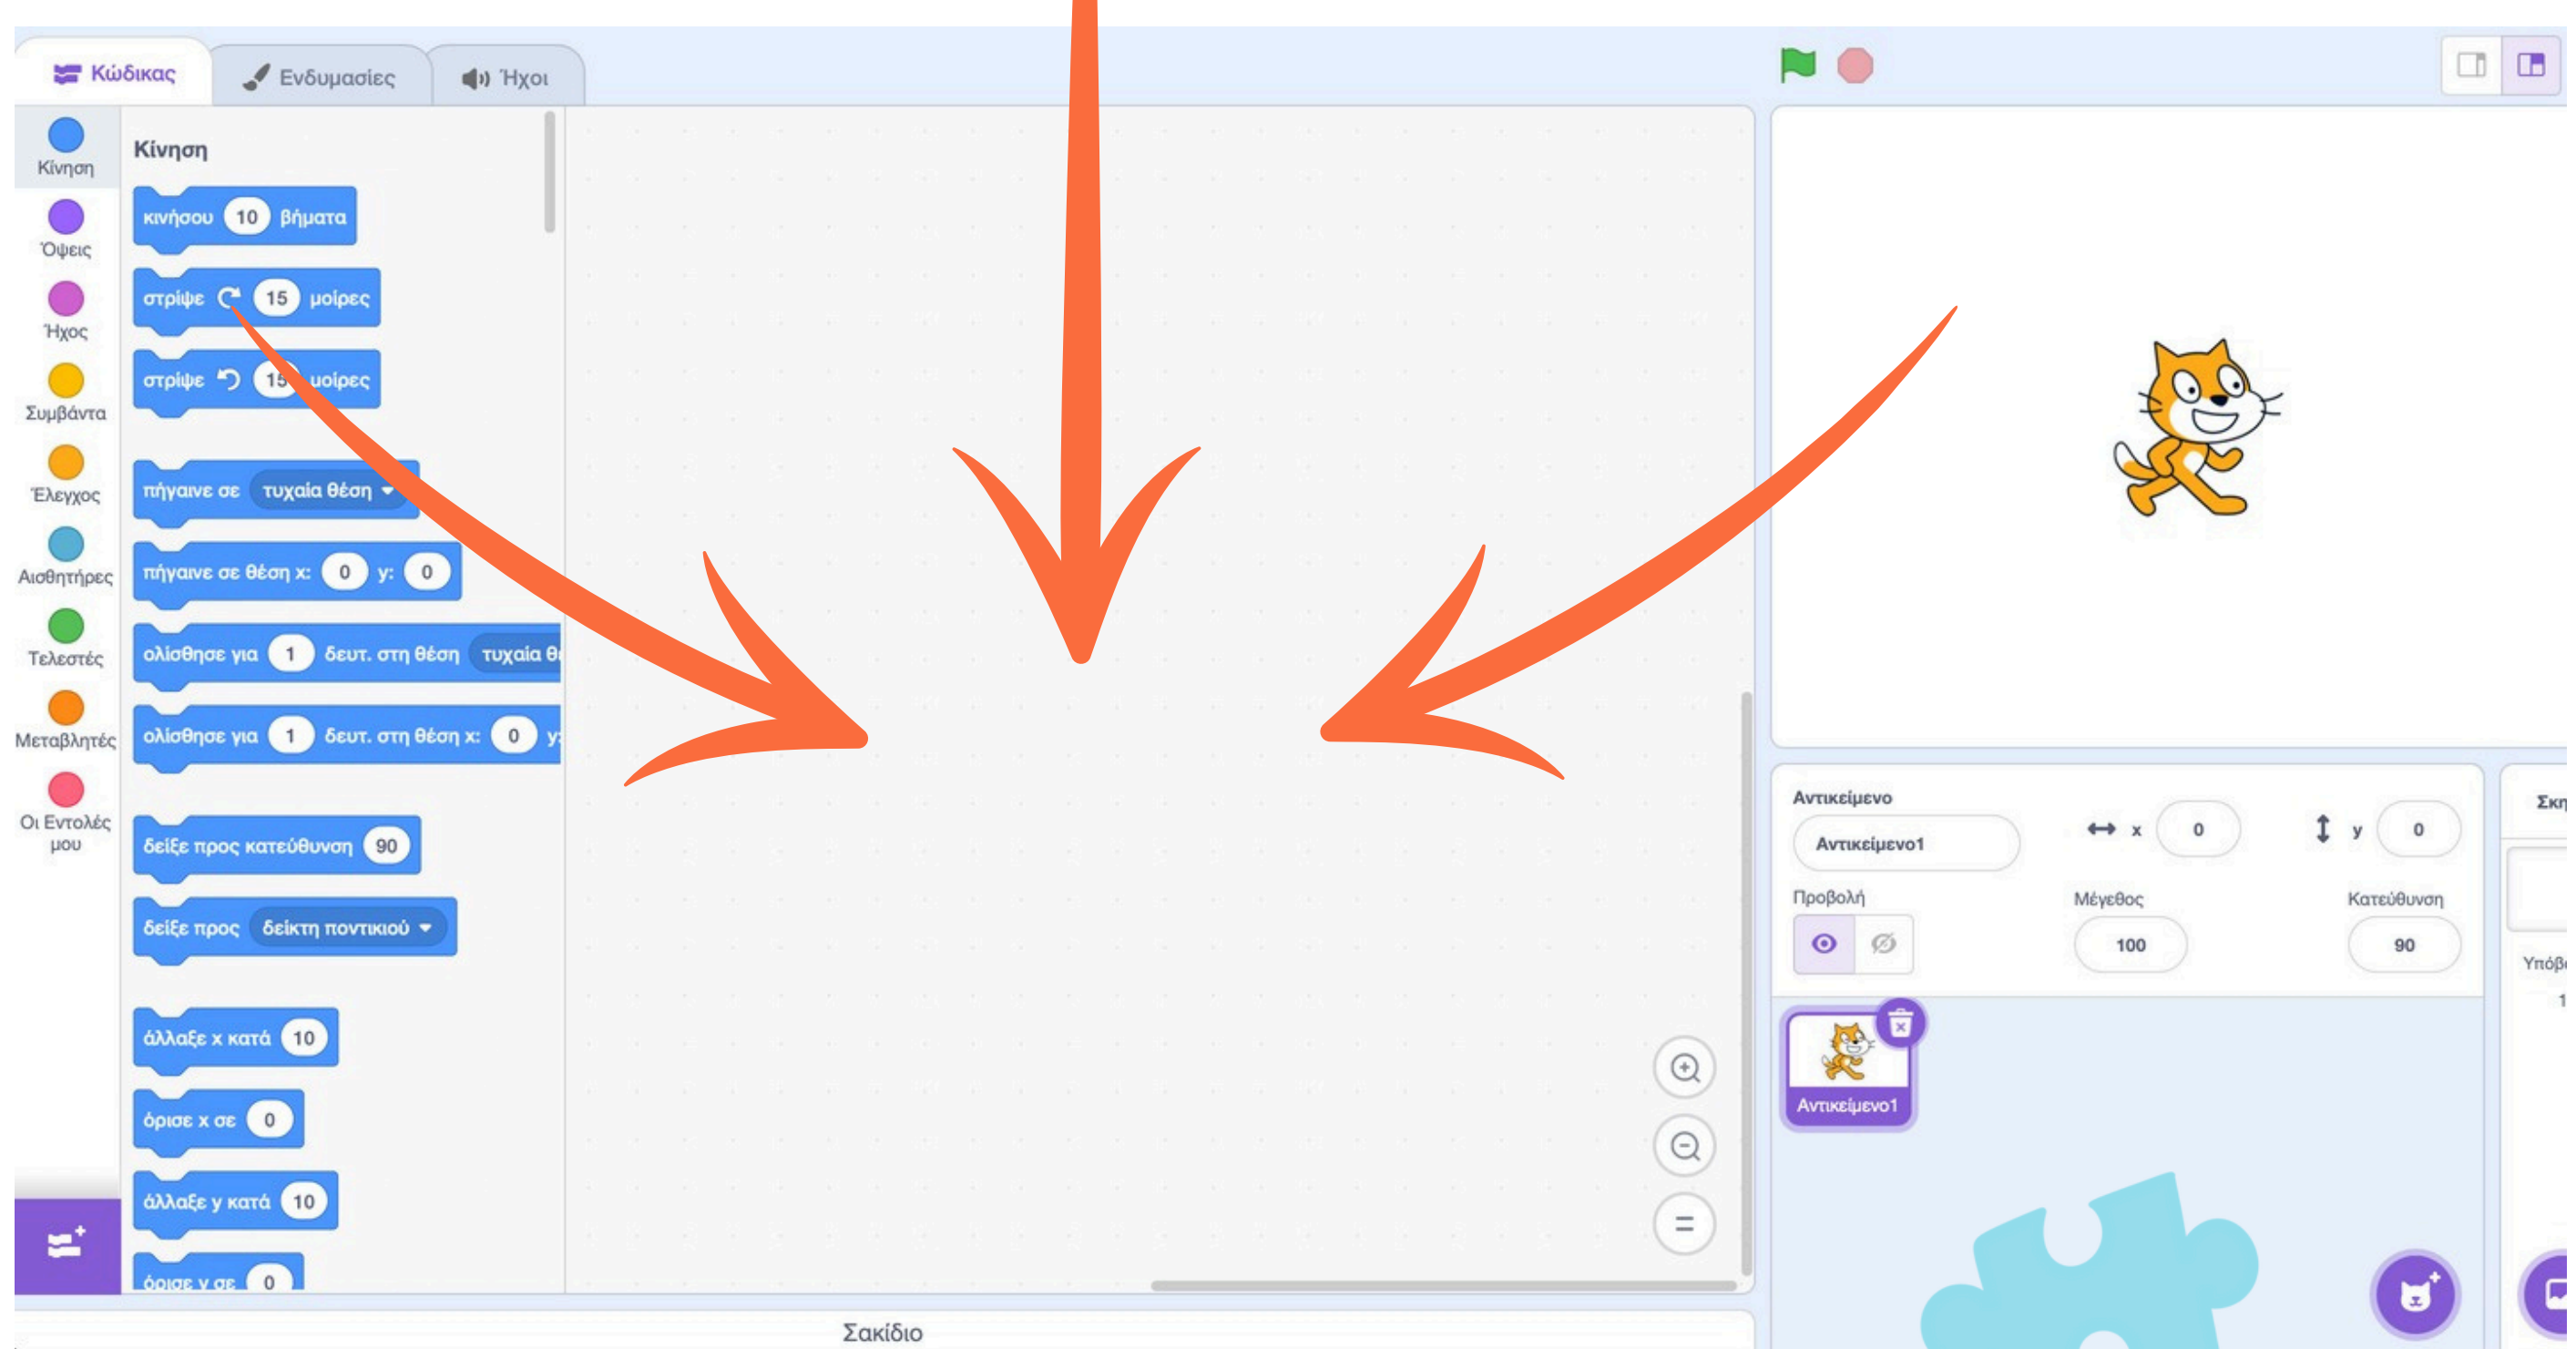 Κώδικας
Ενδυμασίες
Ήχοι
Κίνηση
Όψεις
Ήχος
Συμβάντα
Έλεγχος
Αισθητήρες
Τελεστές
Μεταβλητές
Οι Εντολές
μου
Κίνηση
κινήσου 10 βήματα
στρίψε 15 μοίρες
στρίψε 15 μοίρες
πήγαινε σε τυχαία θέση
πήγαινε σε θέση x: 0 y: 0
ολίσθησε για 1 δευτ. στη θέση τυχαία
ολίσθησε για 1 δευτ. στη θέση x: 0 y:
δείξε προς κατεύθυνση 90
δείξε προς δείκτη ποντικιού
άλλαξε x κατά 10
όρισε x σε 0
άλλαξε y κατά 10
όρισε y σε 0
Σακίδιο
Αντικείμενο
Αντικείμενο1
x 0
y 0
Προβολή
Μέγεθος
100
Κατεύθυνση
90
Αντικείμενο1
1